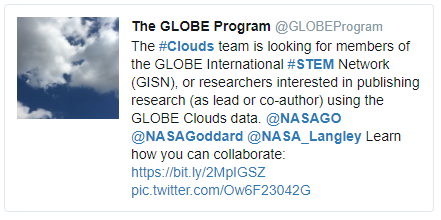 The GLOBE Program @GLOBEProgram
The #Clouds team is looking for members of
the GLOBE International #STEM Network
(GISN), or researchers interested in publishing
research (as lead or co-author) using the
GLOBE Clouds data. @NASAGO
@NASAGoddard @NASA_Langley Learn
how you can collaborate:
https://bit.ly/2MpIGSZ
pic.twitter.com/Ow6F23042G